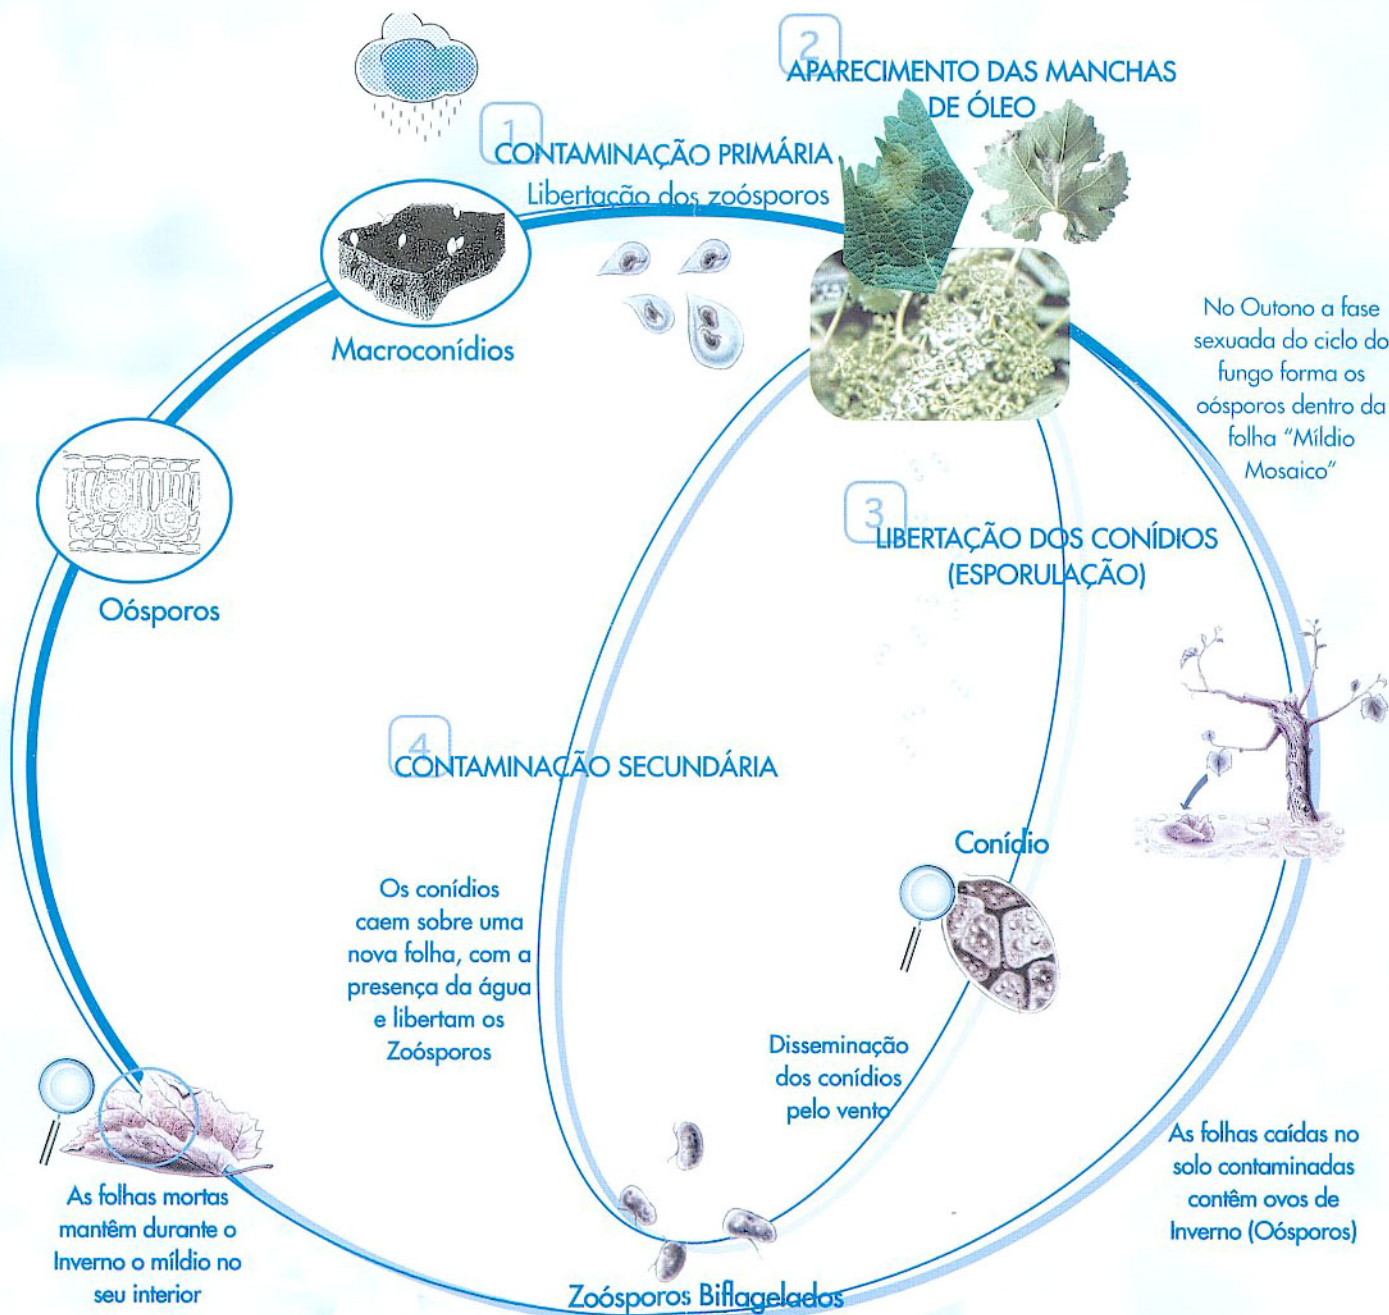 2
APARECIMENTO DAS MANCHAS
DE ÓLEO
1
CONTAMINAÇÃO PRIMÁRIA
Libertação dos zoósporos
Macroconídios
No Outono a fase
sexuada do ciclo do
fungo forma os
oósporos dentro da
folha “Míldio
Mosaico”
3
LIBERTAÇÃO DOS CONÍDIOS
(ESPORULAÇÃO)
Oósporos
4
CONTAMINAÇÃO SECUNDÁRIA
Conídio
Os conídios
caem sobre uma
nova folha, com a
presença da água
e libertam os
Zoósporos
Disseminação
dos conídios
pelo vento
As folhas caídas no
solo contaminadas
contêm ovos de
Inverno (Oósporos)
As folhas mortas
mantêm durante o
Inverno o míldio no
seu interior
Zoósporos Biflagelados